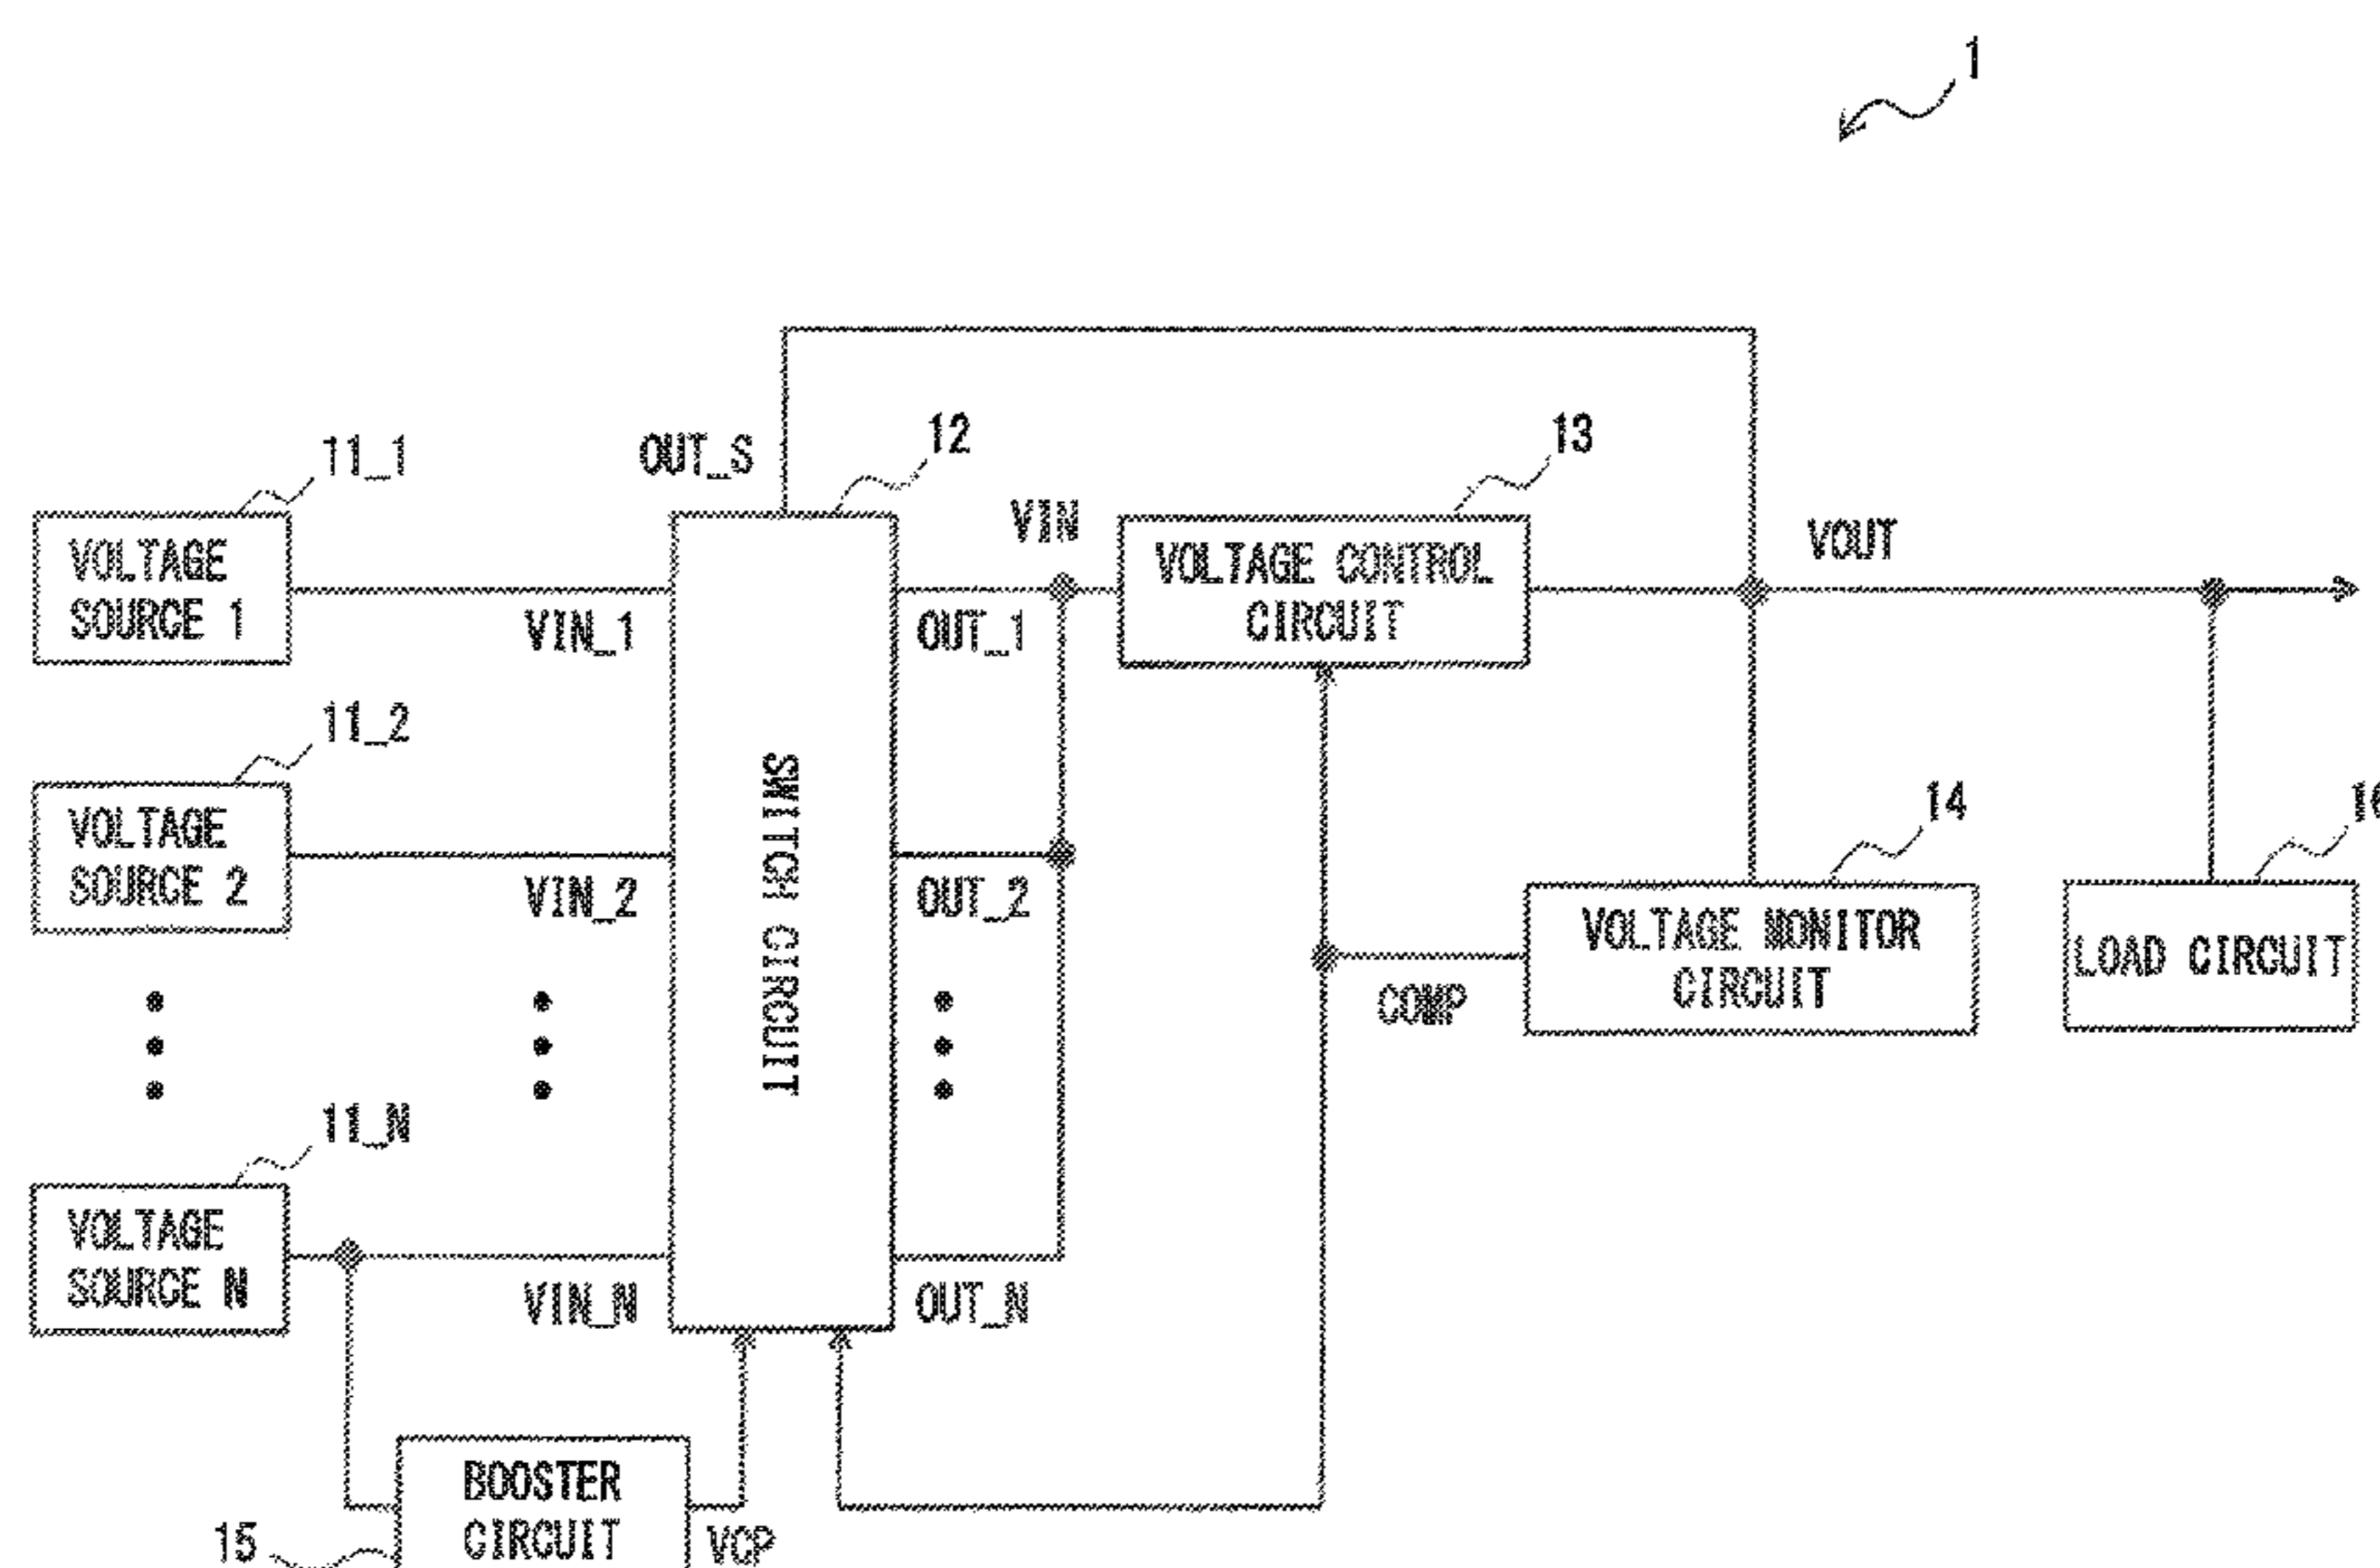 1
OUT_S
12
13
11_1
VIN
VOUT
VOLTAGE
SOURCE 1
VIN_1
OUT_1
VOLTAGE CONTROL
CIRCUIT
11_2
VOLTAGE
SOURCE 2
VIN_2
SWITCH CIRCUIT
OUT_2
14
VOLTAGE MONITOR
CIRCUIT
COMP
LOAD CIRCUIT
11_N
VOLTAGE
SOURCE N
VIN_N
OUT_N
BOOSTER
CIRCUIT
15
VCP